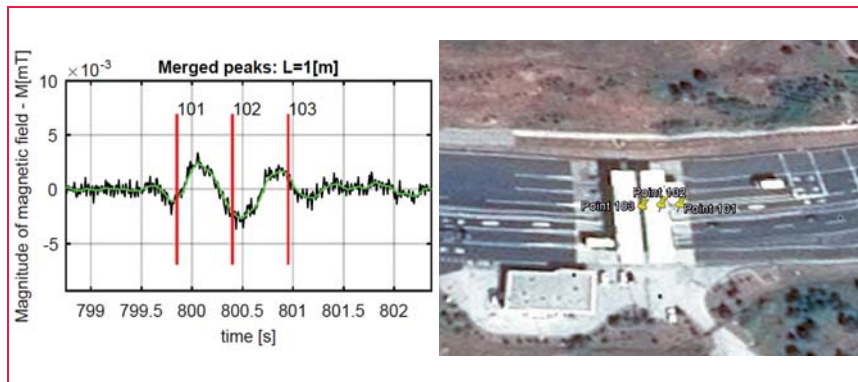 Merged peaks: L=1[m]
×10⁻³
Magnitude of magnetic field - M[mT]
10
5
0
-5
101
102
103
799
799.5
800
800.5
801
801.5
802
time [s]
Point 102
Point 103
Point 101